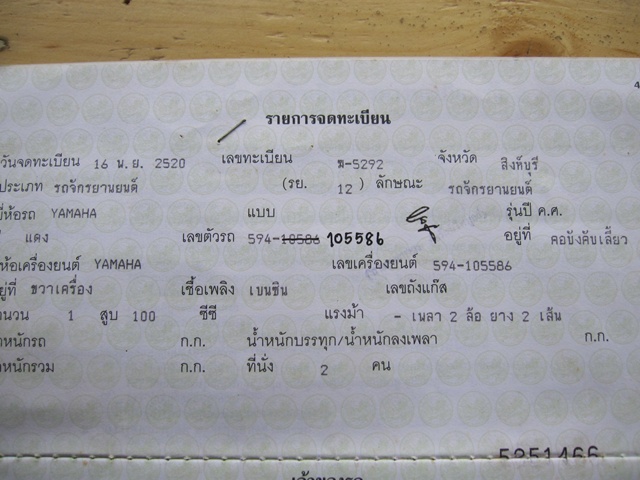 4
รายการจดทะเบียน
วันจดทะเบียน 16 พ.ย. 2520 เลขทะเบียน ฆ-5292 จังหวัด สิงห์บุรี
ประเภท รถจักรยานยนต์ (รย. 12 ) ลักษณะ รถจักรยานยนต์
ี่ห้อรถ YAMAHA แบบ รุ่นปี ค.ศ.
แดง เลขตัวรถ 594-10586 105586 อยู่ที่ คอบังคับเลี้ยว
ห้อเครื่องยนต์ YAMAHA เลขเครื่องยนต์ 594-105586
ยู่ที่ ขวาเครื่อง เชื้อเพลิง เบนซิน เลขถังแก๊ส
ำนวน 1 สูบ 100 ซีซี แรงม้า - เพลา 2 ล้อ ยาง 2 เส้น
ำหนักรถ ก.ก. น้ำหนักบรรทุก/น้ำหนักลงเพลา ก.ก.
ำหนักรวม ก.ก. ที่นั่ง 2 คน
5251466
เจ้าของรถ